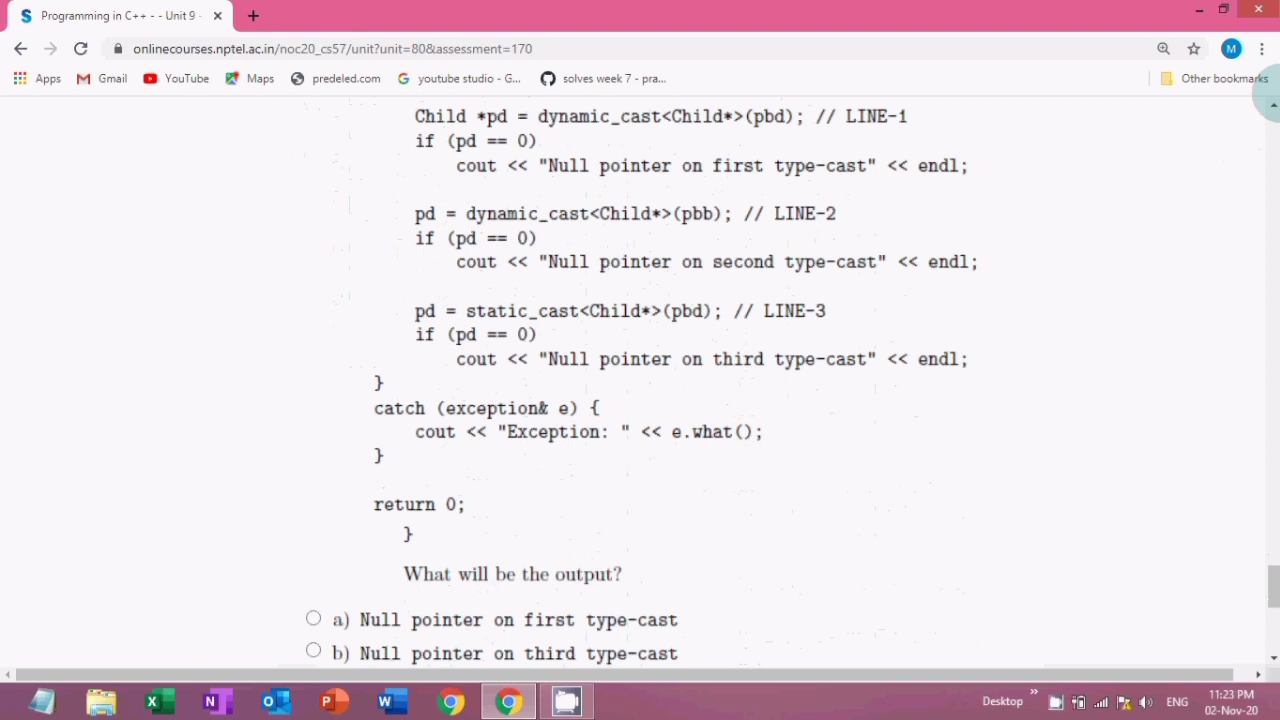 Programming in C++ - - Unit 9 -
onlinecourses.nptel.ac.in/noc20_cs57/unit?unit=80&assessment=170
M
Apps Gmail YouTube Maps predeled.com youtube studio - G... solves week 7 - pra... Other bookmarks
Child *pd = dynamic_cast<Child*>(pbd); // LINE-1
if (pd == 0)
cout << "Null pointer on first type-cast" << endl;
pd = dynamic_cast<Child*>(pbb); // LINE-2
if (pd == 0)
cout << "Null pointer on second type-cast" << endl;
pd = static_cast<Child*>(pbd); // LINE-3
if (pd == 0)
cout << "Null pointer on third type-cast" << endl;
}
catch (exception& e) {
cout << "Exception: " << e.what();
}
return 0;
}
What will be the output?
a) Null pointer on first type-cast
b) Null pointer on third type-cast
Desktop ENG 11:23 PM
02-Nov-20